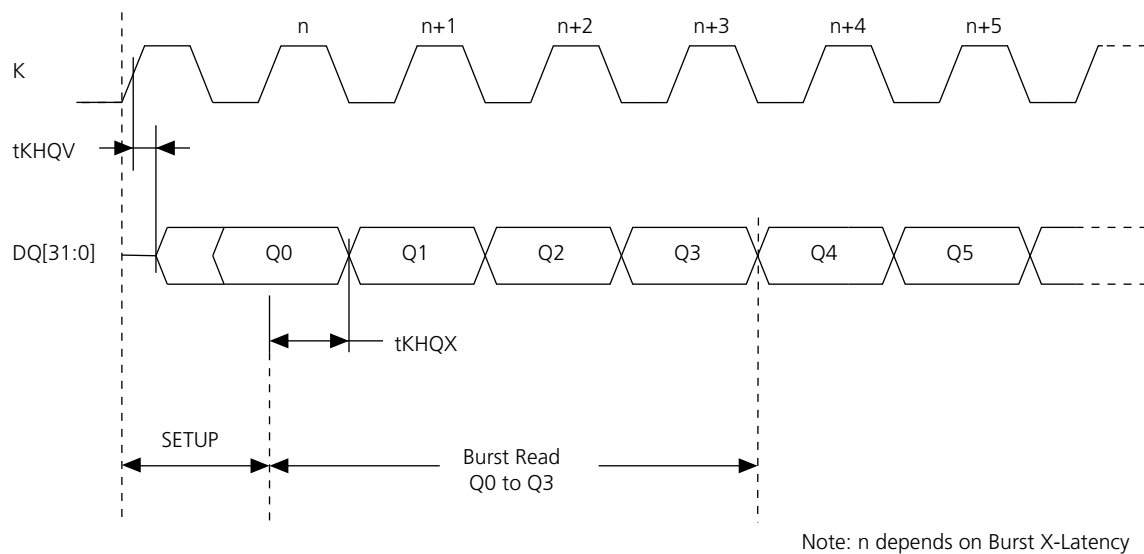 n n+1 n+2 n+3 n+4 n+5
K
tKHQV
DQ[31:0] Q0 Q1 Q2 Q3 Q4 Q5
tKHQX
SETUP
Burst Read
Q0 to Q3
Note: n depends on Burst X-Latency